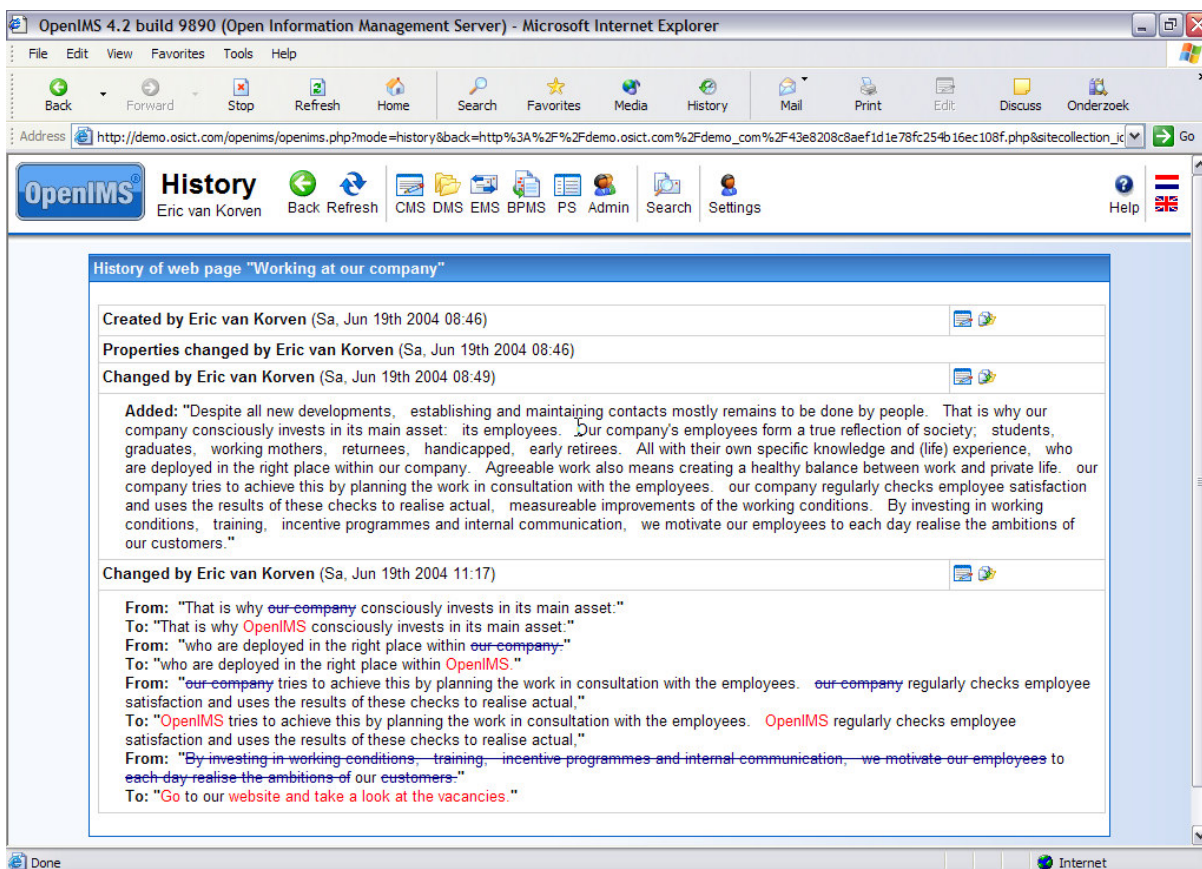 OpenIMS 4.2 build 9890 (Open Information Management Server) - Microsoft Internet Explorer
File Edit View Favorites Tools Help
Back Forward Stop Refresh Home Search Favorites Media History Mail Print Edit Discuss Onderzoek
Address http://demo.osict.com/openims/openims.php?mode=history&back=http%3A%2F%2Fdemo.osict.com%2Fdemo_com%2F43e8208c8aef1d1e78fc254b16ec108f.php&sitecollection_ic Go
OpenIMS® History
Eric van Korven
Back Refresh CMS DMS EMS BPMS PS Admin Search Settings Help
History of web page "Working at our company"
Created by Eric van Korven (Sa, Jun 19th 2004 08:46)
Properties changed by Eric van Korven (Sa, Jun 19th 2004 08:46)
Changed by Eric van Korven (Sa, Jun 19th 2004 08:49)
Added: "Despite all new developments, establishing and maintaining contacts mostly remains to be done by people. That is why our
company consciously invests in its main asset: its employees. Our company's employees form a true reflection of society; students,
graduates, working mothers, returnees, handicapped, early retirees. All with their own specific knowledge and (life) experience, who
are deployed in the right place within our company. Agreeable work also means creating a healthy balance between work and private life. our
company tries to achieve this by planning the work in consultation with the employees. our company regularly checks employee satisfaction
and uses the results of these checks to realise actual, measureable improvements of the working conditions. By investing in working
conditions, training, incentive programmes and internal communication, we motivate our employees to each day realise the ambitions of
our customers."
Changed by Eric van Korven (Sa, Jun 19th 2004 11:17)
From: "That is why our company consciously invests in its main asset:"
To: "That is why OpenIMS consciously invests in its main asset:"
From: "who are deployed in the right place within our company."
To: "who are deployed in the right place within OpenIMS."
From: "our company tries to achieve this by planning the work in consultation with the employees. our company regularly checks employee
satisfaction and uses the results of these checks to realise actual,"
To: "OpenIMS tries to achieve this by planning the work in consultation with the employees. OpenIMS regularly checks employee
satisfaction and uses the results of these checks to realise actual,"
From: "By investing in working conditions, training, incentive programmes and internal communication, we motivate our employees to
each day realise the ambitions of our customers."
To: "Go to our website and take a look at the vacancies."
Done Internet